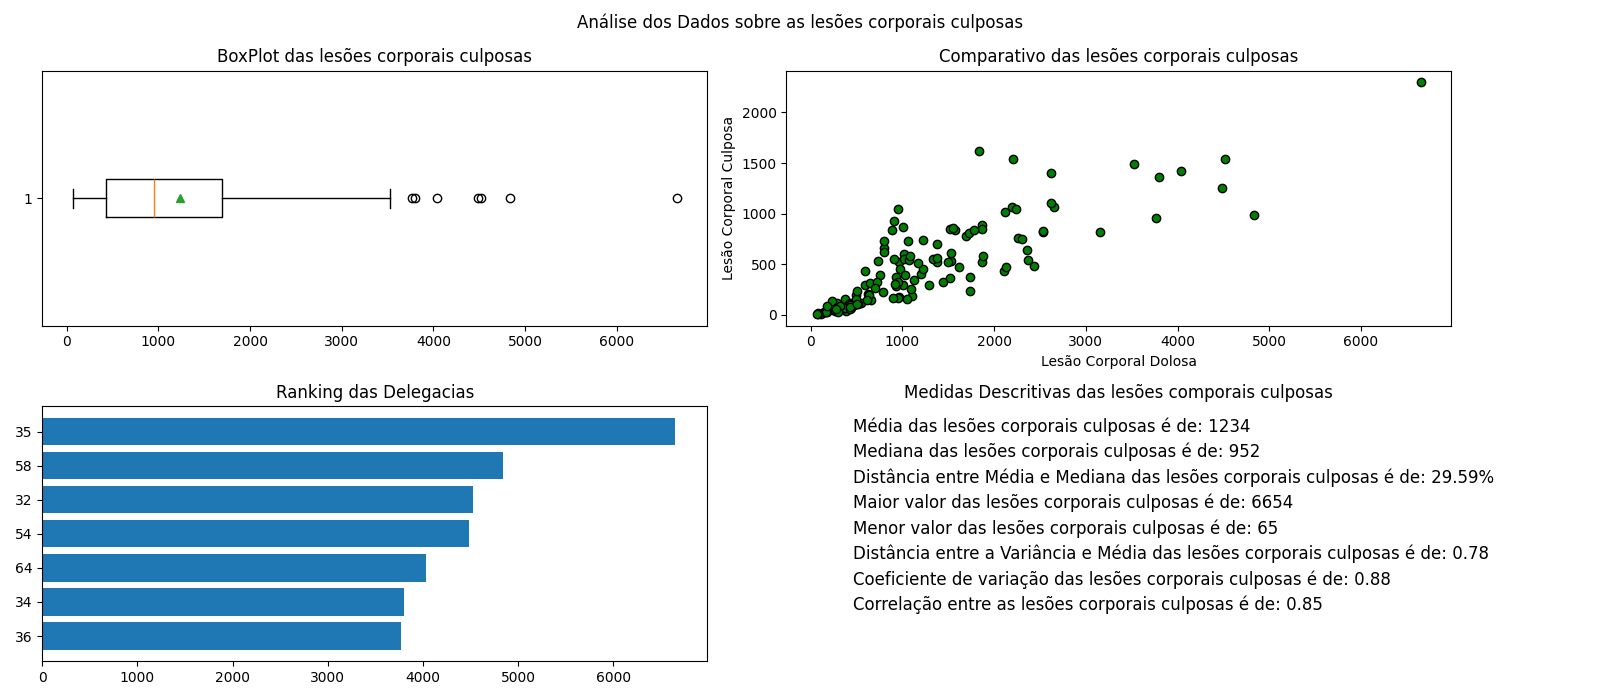 Análise dos Dados sobre as lesões corporais culposas
BoxPlot das lesões corporais culposas
1
0 1000 2000 3000 4000 5000 6000
Comparativo das lesões corporais culposas
Lesão Corporal Culposa
2000
1500
1000
500
0
0 1000 2000 3000 4000 5000 6000
Lesão Corporal Dolosa
Ranking das Delegacias
35
58
32
54
64
34
36
0 1000 2000 3000 4000 5000 6000
Medidas Descritivas das lesões comporais culposas
Média das lesões corporais culposas é de: 1234
Mediana das lesões corporais culposas é de: 952
Distância entre Média e Mediana das lesões corporais culposas é de: 29.59%
Maior valor das lesões corporais culposas é de: 6654
Menor valor das lesões corporais culposas é de: 65
Distância entre a Variância e Média das lesões corporais culposas é de: 0.78
Coeficiente de variação das lesões corporais culposas é de: 0.88
Correlação entre as lesões corporais culposas é de: 0.85